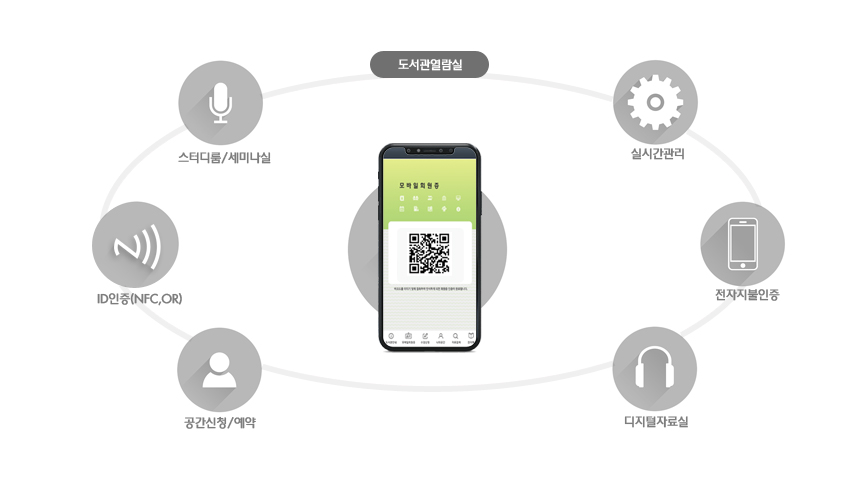 도서관열람실
스터디룸/세미나실
실시간관리
모바일회원증
ID인증(NFC,OR)
전자지불인증
공간신청/예약
디지털자료실